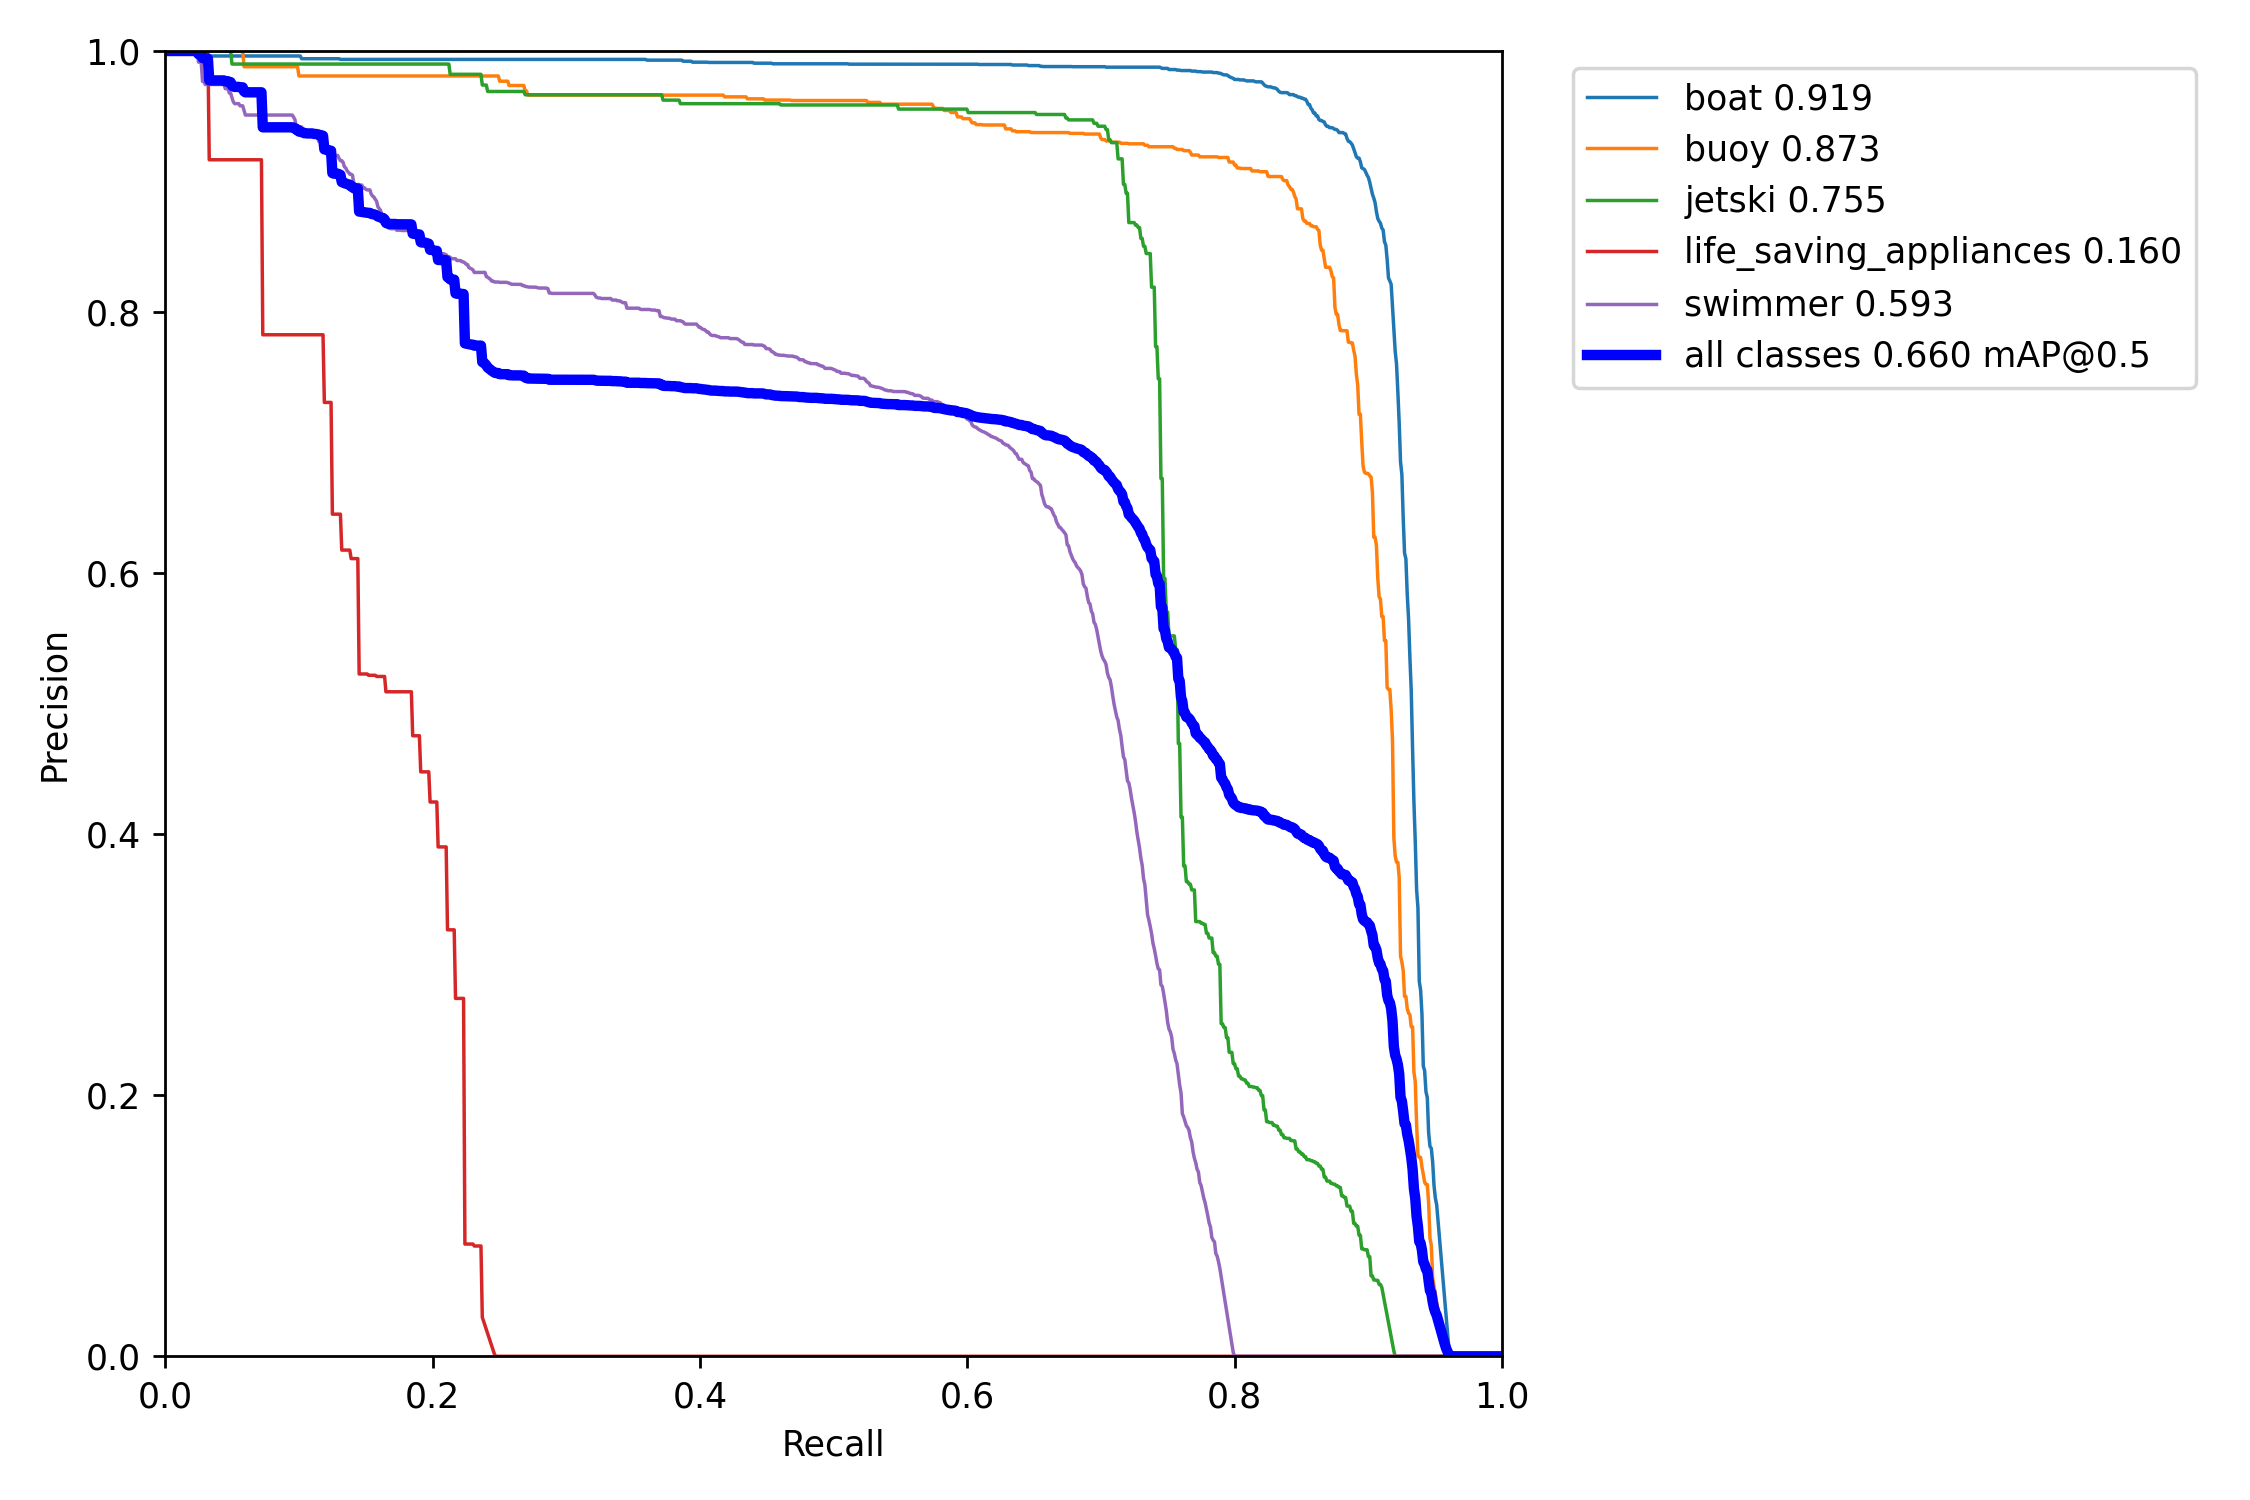 1.0
0.8
0.6
0.4
0.2
0.0
Precision
0.0 0.2 0.4 0.6 0.8 1.0
Recall
boat 0.919
buoy 0.873
jetski 0.755
life_saving_appliances 0.160
swimmer 0.593
all classes 0.660 mAP@0.5